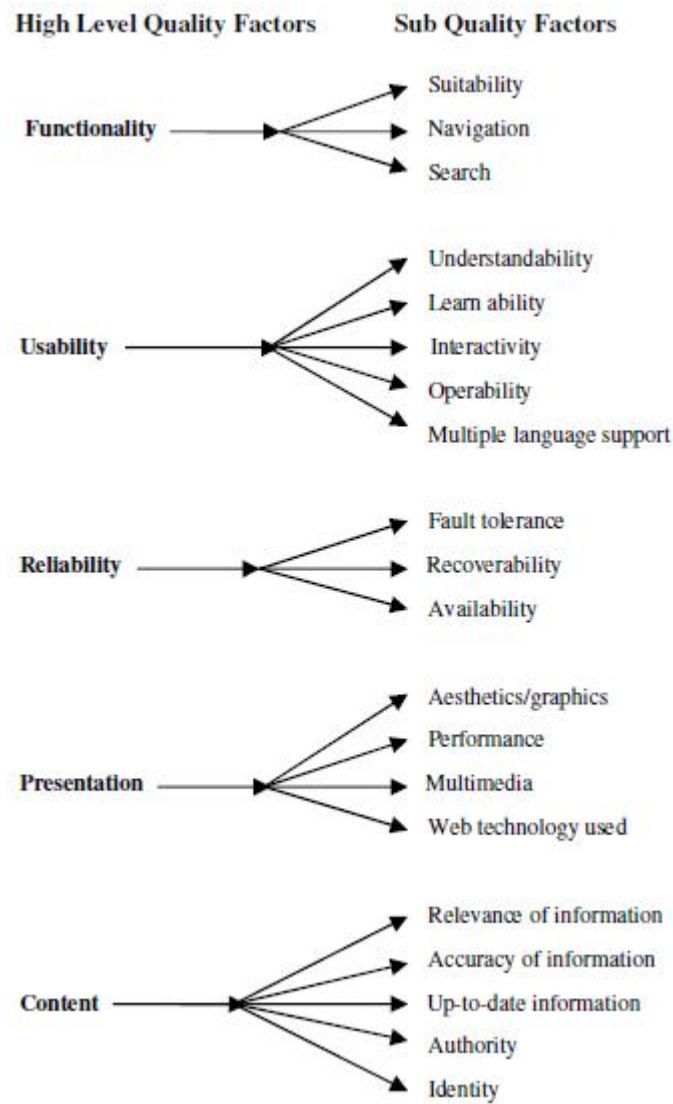 High Level Quality Factors
Sub Quality Factors
Functionality
Suitability
Navigation
Search
Usability
Understandability
Learn ability
Interactivity
Operability
Multiple language support
Reliability
Fault tolerance
Recoverability
Availability
Presentation
Aesthetics/graphics
Performance
Multimedia
Web technology used
Content
Relevance of information
Accuracy of information
Up-to-date information
Authority
Identity